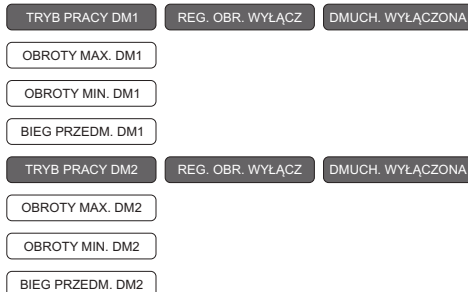 TRYB PRACY DM1 REG. OBR. WYŁĄCZ DMUCH. WYŁĄCZONA
OBROTY MAX. DM1
OBROTY MIN. DM1
BIEG PRZEDM. DM1
TRYB PRACY DM2 REG. OBR. WYŁĄCZ DMUCH. WYŁĄCZONA
OBROTY MAX. DM2
OBROTY MIN. DM2
BIEG PRZEDM. DM2